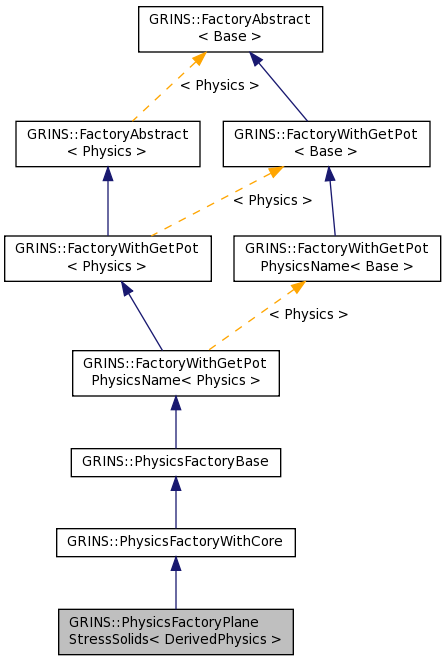 GRINS::FactoryAbstract
< Base >
< Physics >
GRINS::FactoryAbstract
< Physics >
GRINS::FactoryWithGetPot
< Base >
< Physics >
GRINS::FactoryWithGetPot
< Physics >
GRINS::FactoryWithGetPot
PhysicsName< Base >
< Physics >
GRINS::FactoryWithGetPot
PhysicsName< Physics >
GRINS::PhysicsFactoryBase
GRINS::PhysicsFactoryWithCore
GRINS::PhysicsFactoryPlane
StressSolids< DerivedPhysics >